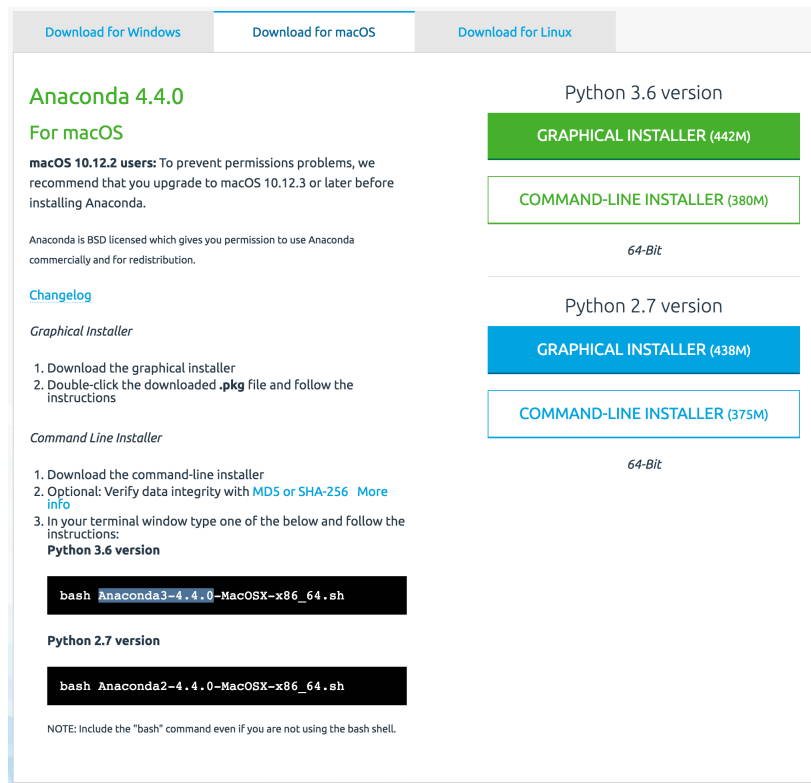 Download for Windows
Download for macOS
Download for Linux
Anaconda 4.4.0
For macOS
macOS 10.12.2 users: To prevent permissions problems, we
recommend that you upgrade to macOS 10.12.3 or later before
installing Anaconda.
Anaconda is BSD licensed which gives you permission to use Anaconda
commercially and for redistribution.
Changelog
Graphical Installer
1. Download the graphical installer
2. Double-click the downloaded .pkg file and follow the
instructions
Command Line Installer
1. Download the command-line installer
2. Optional: Verify data integrity with MD5 or SHA-256 More
info
3. In your terminal window type one of the below and follow the
instructions:
Python 3.6 version
bash Anaconda3-4.4.0-MacOSX-x86_64.sh
Python 2.7 version
bash Anaconda2-4.4.0-MacOSX-x86_64.sh
NOTE: Include the "bash" command even if you are not using the bash shell.
Python 3.6 version
GRAPHICAL INSTALLER (442M)
COMMAND-LINE INSTALLER (380M)
64-Bit
Python 2.7 version
GRAPHICAL INSTALLER (438M)
COMMAND-LINE INSTALLER (375M)
64-Bit